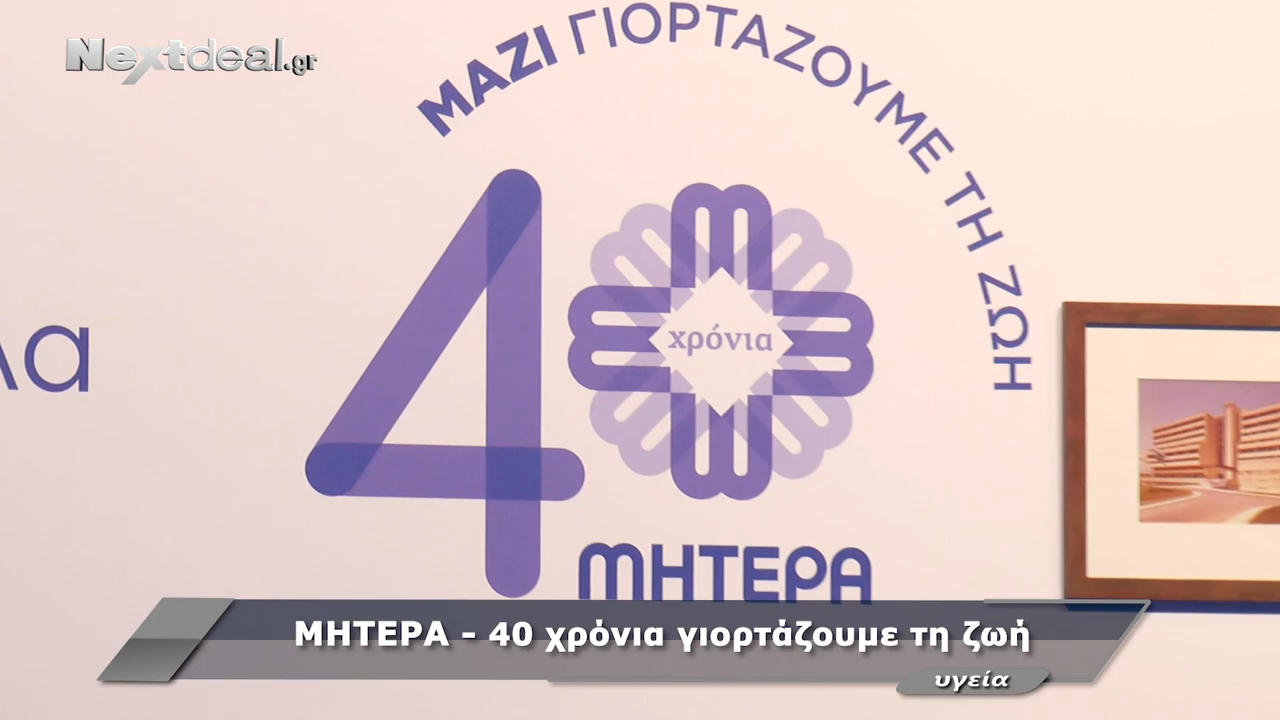 Nextdeal.gr
ΜΑΖΙ ΓΙΟΡΤΑΖΟΥΜΕ ΤΗ ΖΩΗ
40
χρόνια
ΜΗΤΕΡΑ
ΜΗΤΕΡΑ - 40 χρόνια γιορτάζουμε τη ζωή
υγεία